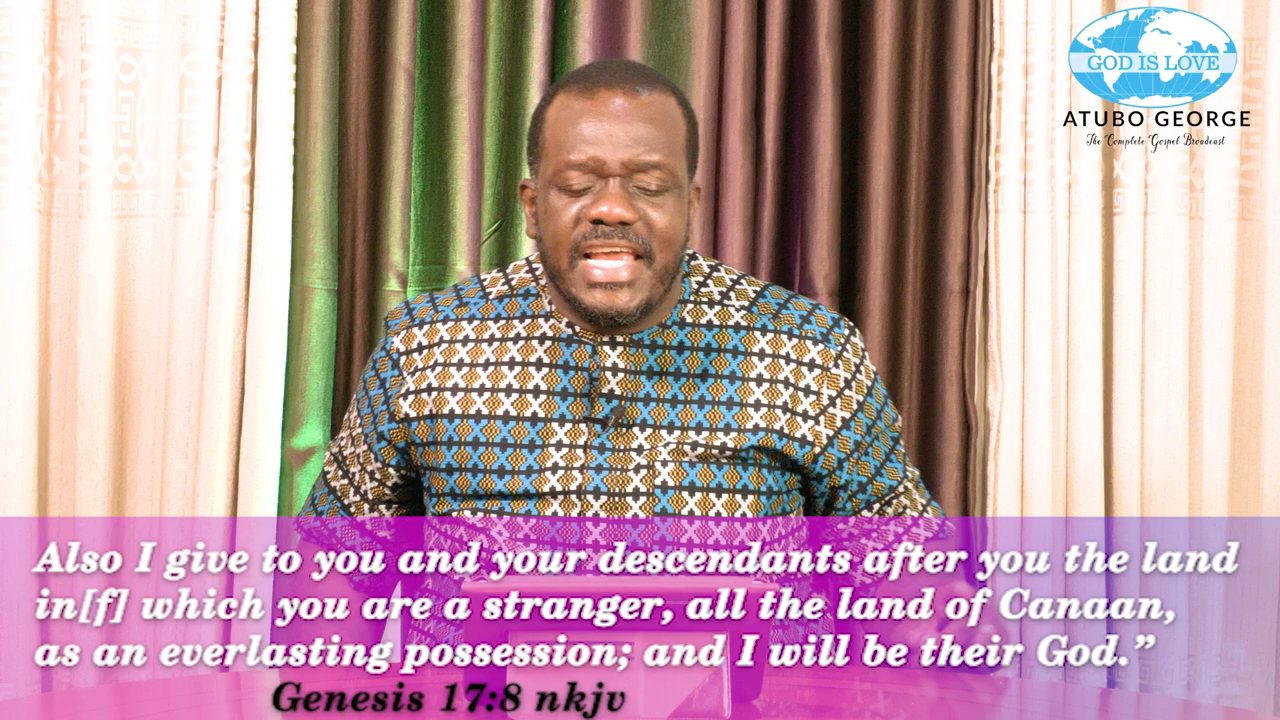 GOD IS LOVE
ATUBO GEORGE
The Complete Gospel Broadcast
Also I give to you and your descendants after you the land
in[f] which you are a stranger, all the land of Canaan,
as an everlasting possession; and I will be their God.”
Genesis 17:8 nkjv